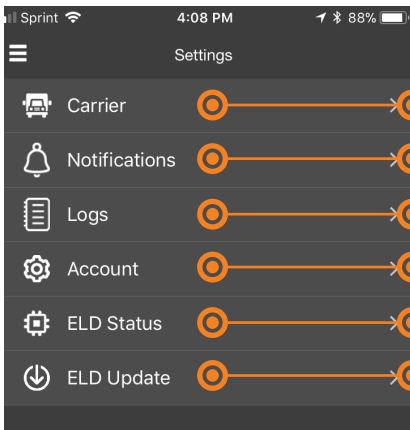 Sprint 4:08 PM 88%
Settings
Carrier
Notifications
Logs
Account
ELD Status
ELD Update